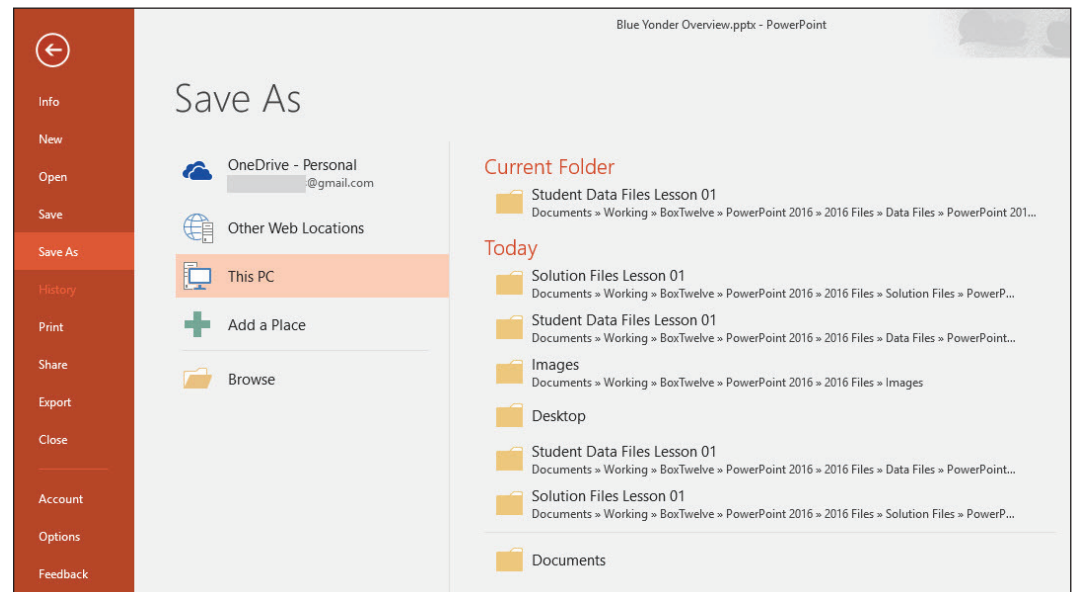 Blue Yonder Overview.pptx - PowerPoint
Info
New
Open
Save
Save As
History
Print
Share
Export
Close
Account
Options
Feedback
Save As
OneDrive - Personal
@gmail.com
Other Web Locations
This PC
Add a Place
Browse
Current Folder
Student Data Files Lesson 01
Documents » Working » BoxTwelve » PowerPoint 2016 » 2016 Files » Data Files » PowerPoint 201...
Today
Solution Files Lesson 01
Documents » Working » BoxTwelve » PowerPoint 2016 » 2016 Files » Solution Files » PowerP...
Student Data Files Lesson 01
Documents » Working » BoxTwelve » PowerPoint 2016 » 2016 Files » Data Files » PowerPoint...
Images
Documents » Working » BoxTwelve » PowerPoint 2016 » 2016 Files » Images
Desktop
Student Data Files Lesson 01
Documents » Working » BoxTwelve » PowerPoint 2016 » 2016 Files » Data Files » PowerPoint...
Solution Files Lesson 01
Documents » Working » BoxTwelve » PowerPoint 2016 » 2016 Files » Solution Files » PowerP...
Documents